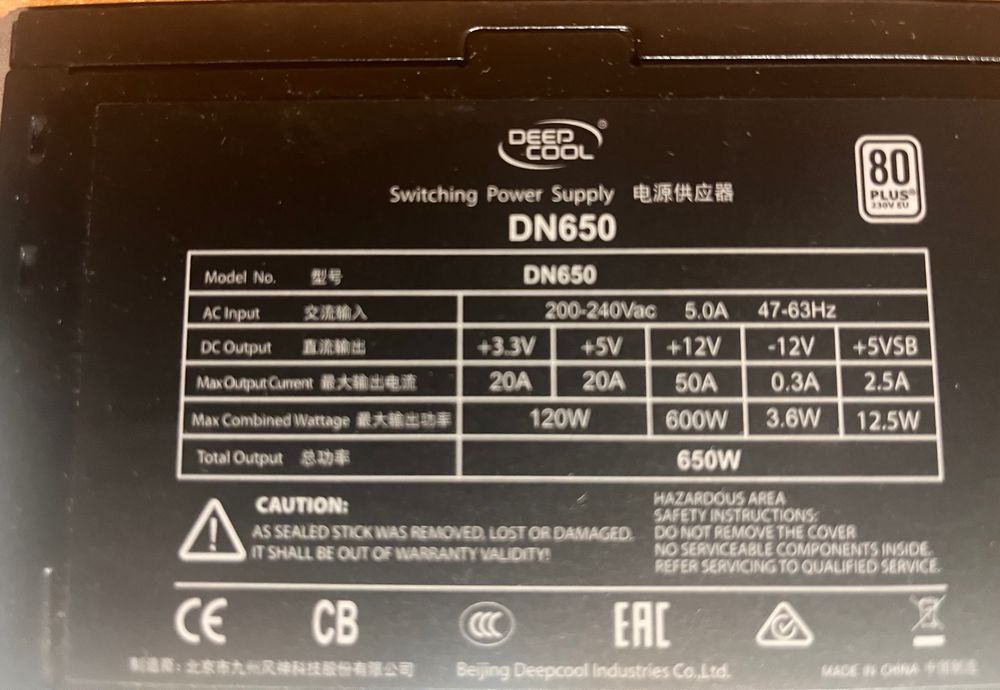 DEEP
COOL®
80
PLUS®
230V EU
Switching Power Supply 电源供应器
DN650
Model No. 型号 DN650
AC Input 交流输入 200-240Vac 5.0A 47-63Hz
DC Output 直流输出 +3.3V +5V +12V -12V +5VSB
Max Output Current 最大输出电流 20A 20A 50A 0.3A 2.5A
Max Combined Wattage 最大输出功率 120W 600W 3.6W 12.5W
Total Output 总功率 650W
CAUTION:
AS SEALED STICK WAS REMOVED, LOST OR DAMAGED.
IT SHALL BE OUT OF WARRANTY VALIDITY!
HAZARDOUS AREA
SAFETY INSTRUCTIONS:
DO NOT REMOVE THE COVER
NO SERVICEABLE COMPONENTS INSIDE.
REFER SERVICING TO QUALIFIED SERVICE.
CE CB CCC EAC
制造商: 北京市九州风神科技股份有限公司 Beijing Deepcool Industries Co.,Ltd. MADE IN CHINA 中国制造